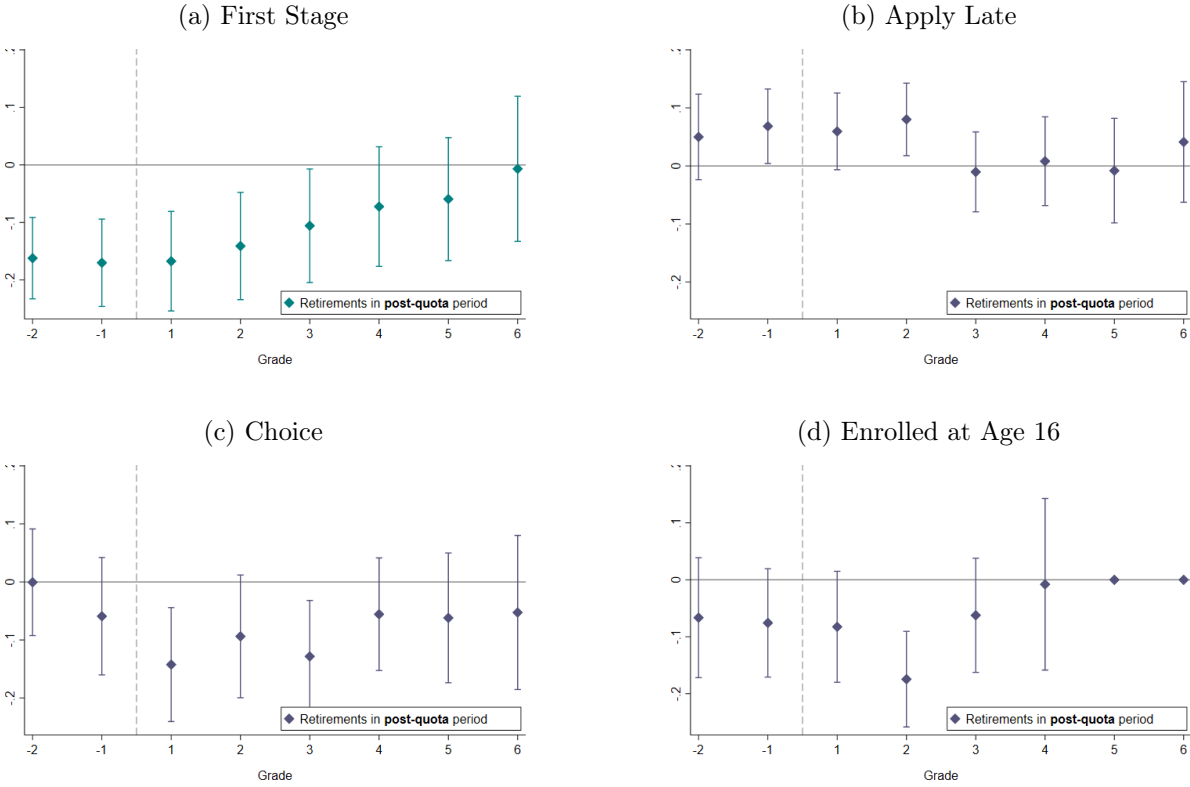 (a) First Stage
.1
0
-.1
-.2
Retirements in post-quota period
-2 -1 1 2 3 4 5 6
Grade
(b) Apply Late
.1
0
-.1
-.2
Retirements in post-quota period
-2 -1 1 2 3 4 5 6
Grade
(c) Choice
.1
0
-.1
-.2
Retirements in post-quota period
-2 -1 1 2 3 4 5 6
Grade
(d) Enrolled at Age 16
.1
0
-.1
-.2
Retirements in post-quota period
-2 -1 1 2 3 4 5 6
Grade